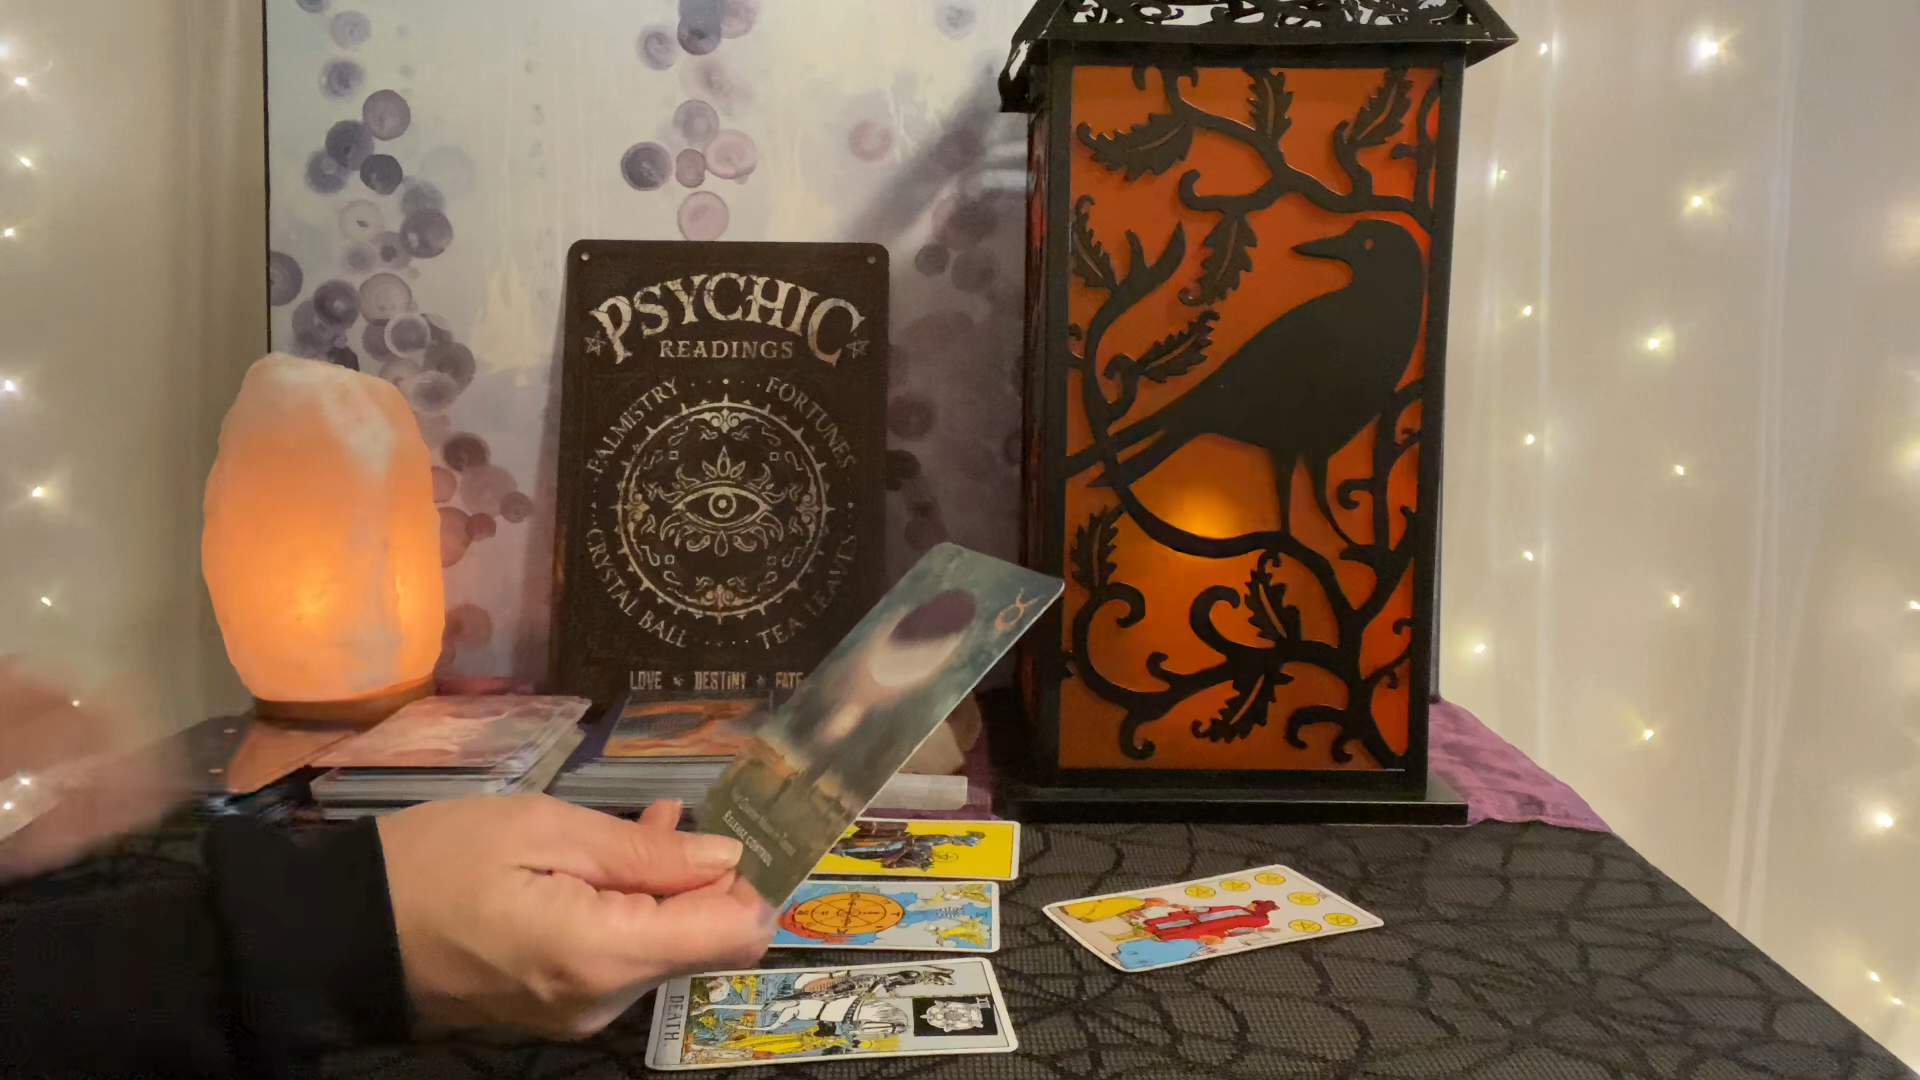 PSYCHIC
READINGS
PALMISTRY
FORTUNES
CRYSTAL BALL
TEA LEAVES
LOVE DESTINY FATE
RELEASE CONTROL
DEATH